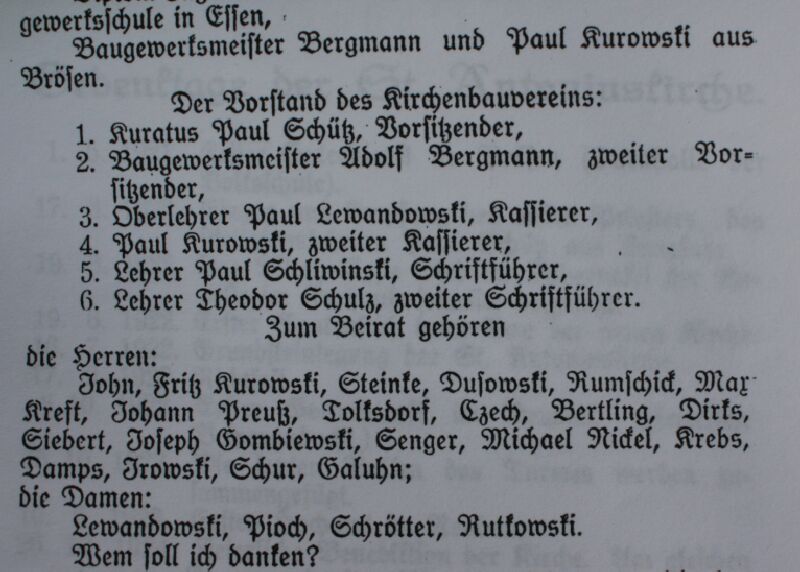 gewerksschule in Essen,
Baugewerksmeister Bergmann und Paul Kurowski aus
Brösen.
Der Vorstand des Kirchenbauvereins:
1. Kuratus Paul Schütz, Vorsitzender,
2. Baugewerksmeister Adolf Bergmann, zweiter Vor-
sitzender,
3. Oberlehrer Paul Lewandowski, Kassierer,
4. Paul Kurowski, zweiter Kassierer,
5. Lehrer Paul Schliwinski, Schriftführer,
6. Lehrer Theodor Schulz, zweiter Schriftführer.
Zum Beirat gehören
die Herren:
John, Fritz Kurowski, Steinke, Dusowski, Rumschick, Max
Kreft, Johann Preuß, Tolksdorf, Czech, Bertling, Dirks,
Siebert, Joseph Gombiewski, Senger, Michael Nickel, Krebs,
Damps, Irowski, Schur, Galuhn;
die Damen:
Lewandowski, Pioch, Schrötter, Rutkowski.
Wem soll ich danken?